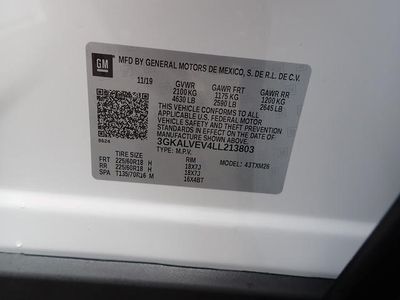 GM
MFD BY GENERAL MOTORS DE MEXICO, S. DE R.L. DE C.V.
11/19 GVWR GAWR FRT GAWR RR
2100 KG 1175 KG 1200 KG
4630 LB 2590 LB 2645 LB
THIS VEHICLE CONFORMS TO ALL APPLICABLE U.S. FEDERAL MOTOR VEHICLE SAFETY, BUMPER, AND THEFT PREVENTION STANDARDS IN EFFECT ON THE DATE OF MANUFACTURE SHOWN ABOVE.
3GKALVEV4LL213803
TYPE: M.P.V. MODEL: 43TXM26
TIRE SIZE RIM
FRT 225/60R18 H 18X7J
RR 225/60R18 H 18X7J
SPA T135/70R16 M 16X4BT